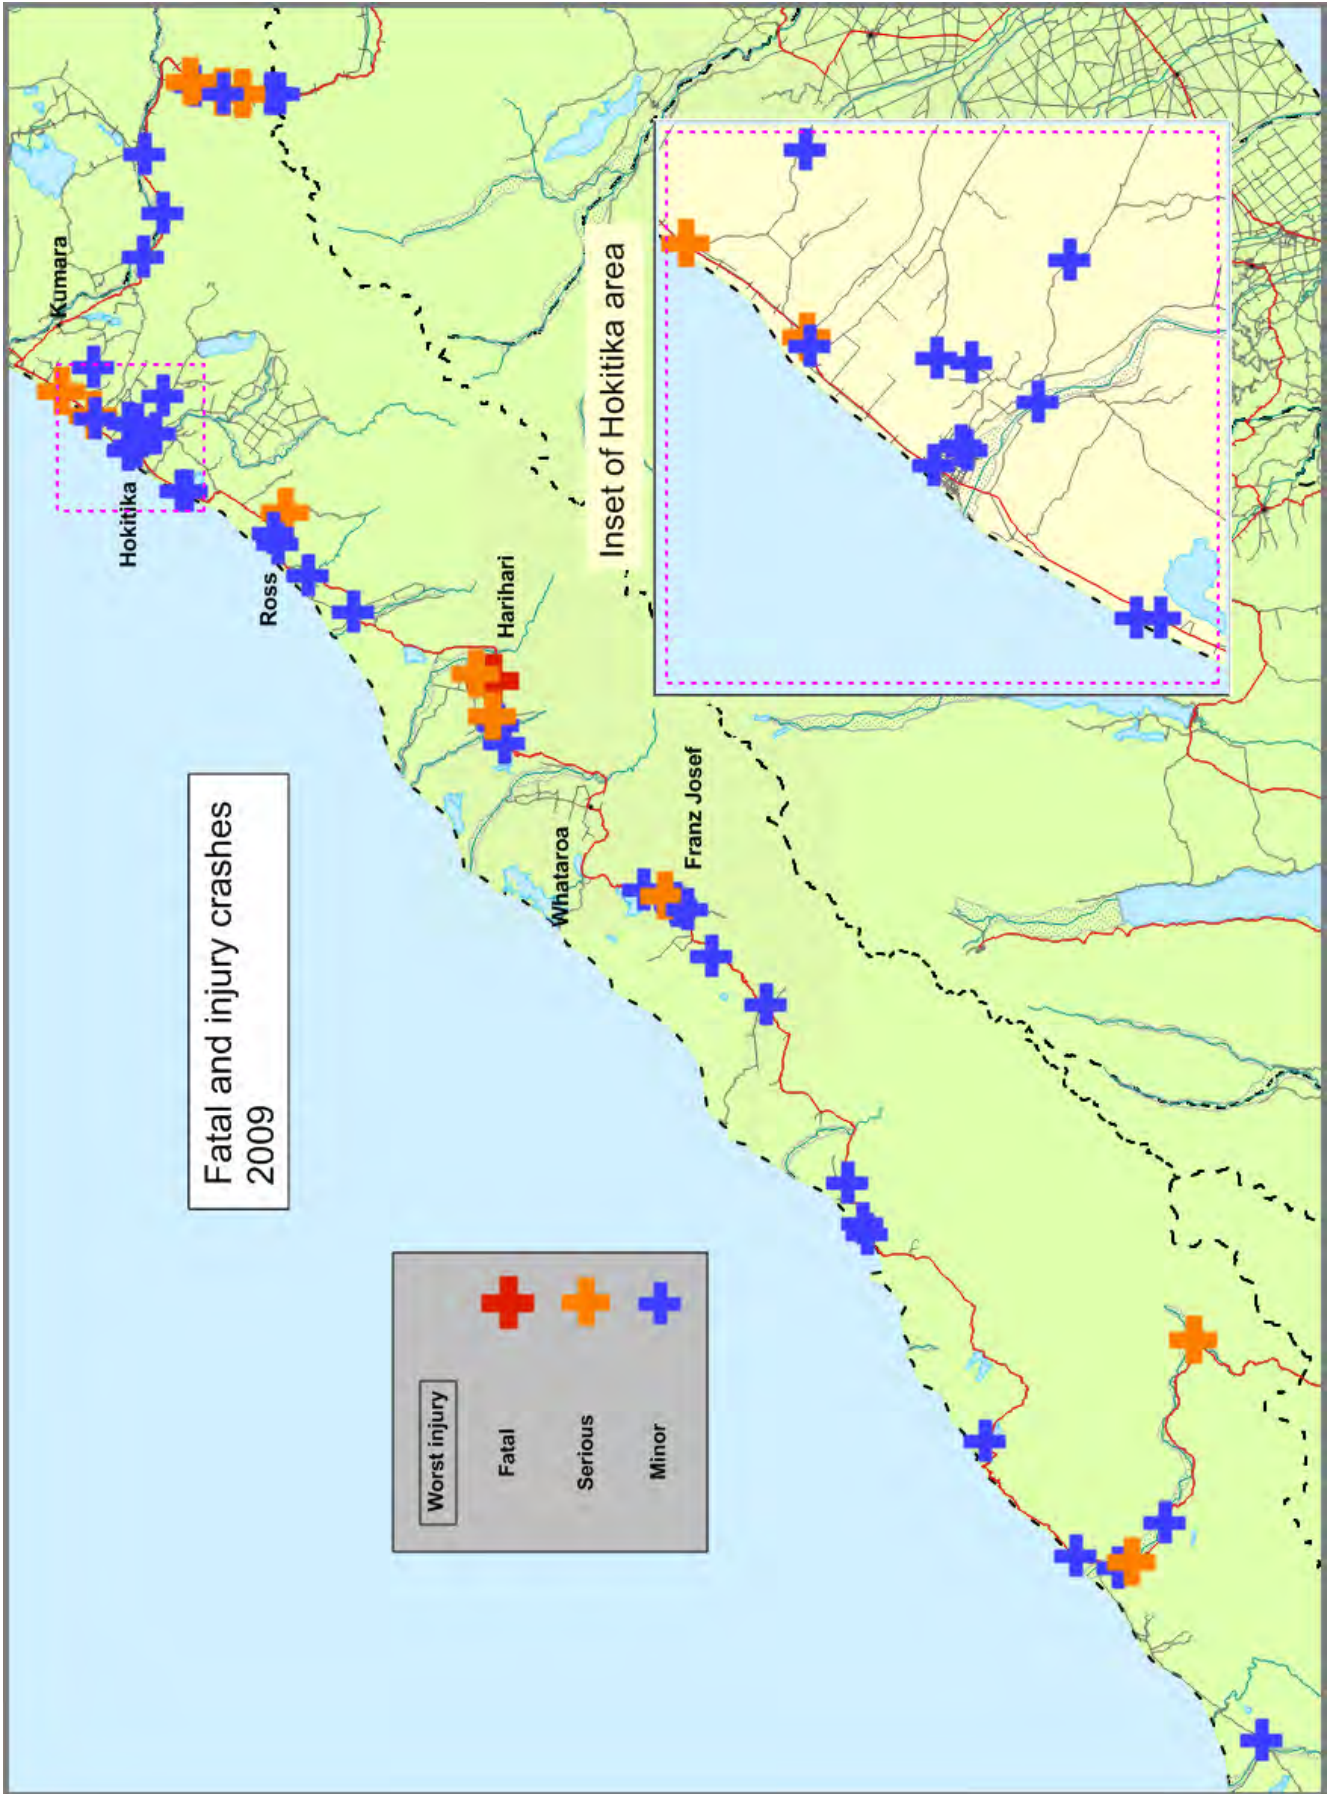 Fatal and injury crashes
2009
Worst injury
Fatal
Serious
Minor
Kumara
Hokitika
Ross
Harihari
Whataroa
Franz Josef
Inset of Hokitika area